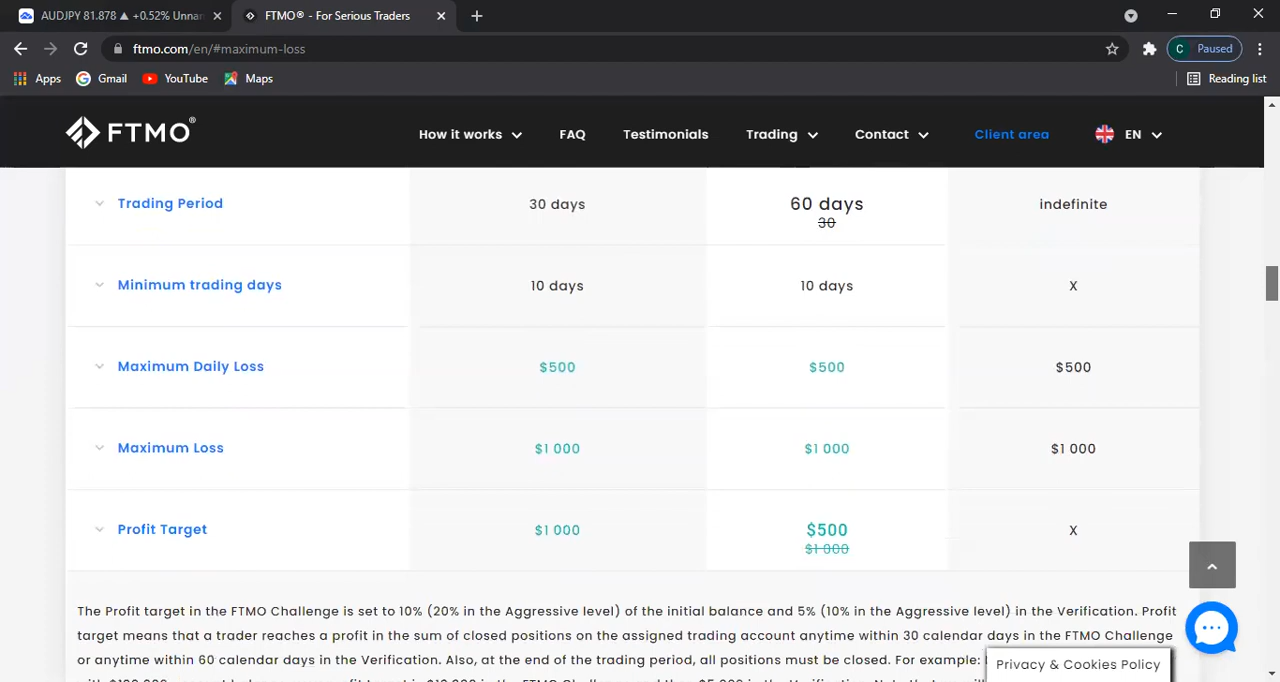 AUDJPY 81.878 ▲ +0.52% Unnar
FTMO® - For Serious Traders
ftmo.com/en/#maximum-loss
C Paused
Apps Gmail YouTube Maps Reading list
FTMO®
How it works FAQ Testimonials Trading Contact Client area EN
Trading Period 30 days 60 days indefinite
30
Minimum trading days 10 days 10 days X
Maximum Daily Loss $500 $500 $500
Maximum Loss $1 000 $1 000 $1 000
Profit Target $1 000 $500 X
$1 000
The Profit target in the FTMO Challenge is set to 10% (20% in the Aggressive level) of the initial balance and 5% (10% in the Aggressive level) in the Verification. Profit
target means that a trader reaches a profit in the sum of closed positions on the assigned trading account anytime within 30 calendar days in the FTMO Challenge
or anytime within 60 calendar days in the Verification. Also, at the end of the trading period, all positions must be closed. For example:
Privacy & Cookies Policy